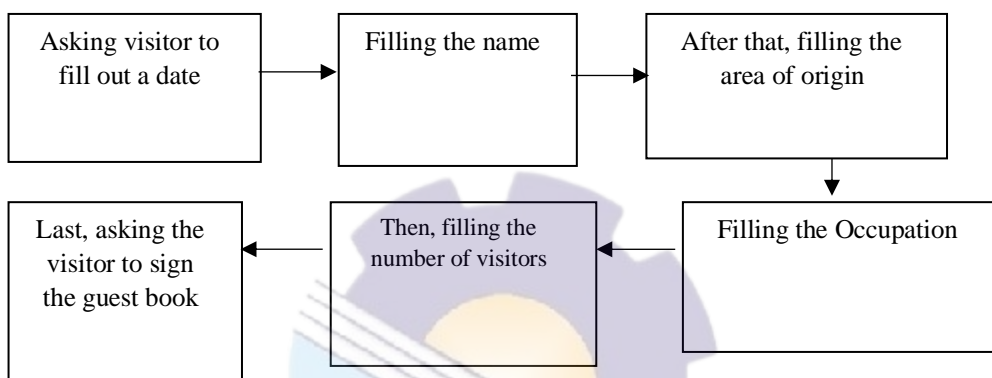 Asking visitor to
fill out a date
Filling the name
After that, filling the
area of origin
Filling the Occupation
Then, filling the
number of visitors
Last, asking the
visitor to sign
the guest book